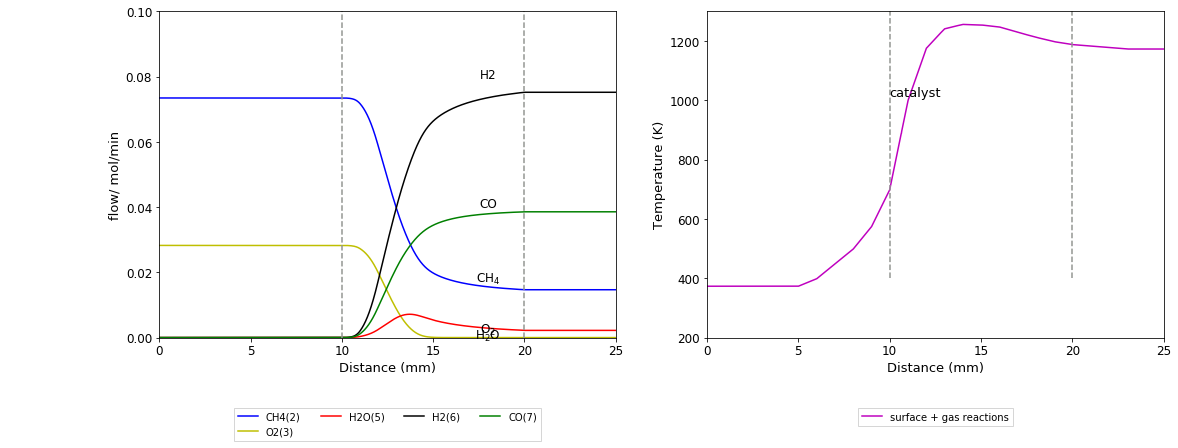 0.10
0.08
0.06
0.04
0.02
0.00
flow/ mol/min
H2
CO
CH₄
O₂
H₂O
0 5 10 15 20 25
Distance (mm)
CH4(2) H2O(5) H2(6) CO(7)
O2(3)
1200
1000
800
600
400
200
Temperature (K)
catalyst
0 5 10 15 20 25
Distance (mm)
surface + gas reactions